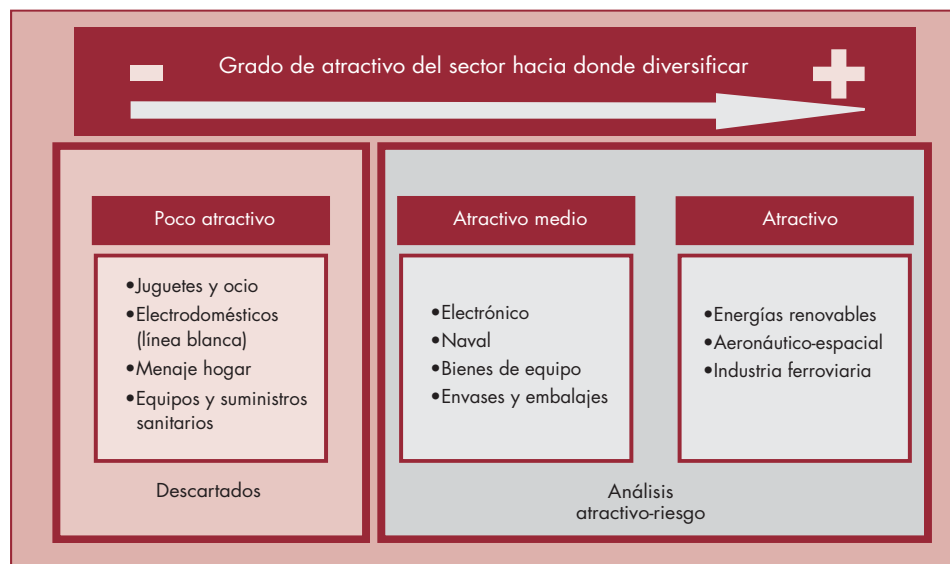 Grado de atractivo del sector hacia donde diversificar
Poco atractivo
•Juguetes y ocio
•Electrodomésticos
(línea blanca)
•Menaje hogar
•Equipos y suministros
sanitarios
Descartados
Atractivo medio
•Electrónico
•Naval
•Bienes de equipo
•Envases y embalajes
Atractivo
•Energías renovables
•Aeronáutico-espacial
•Industria ferroviaria
Análisis
atractivo-riesgo